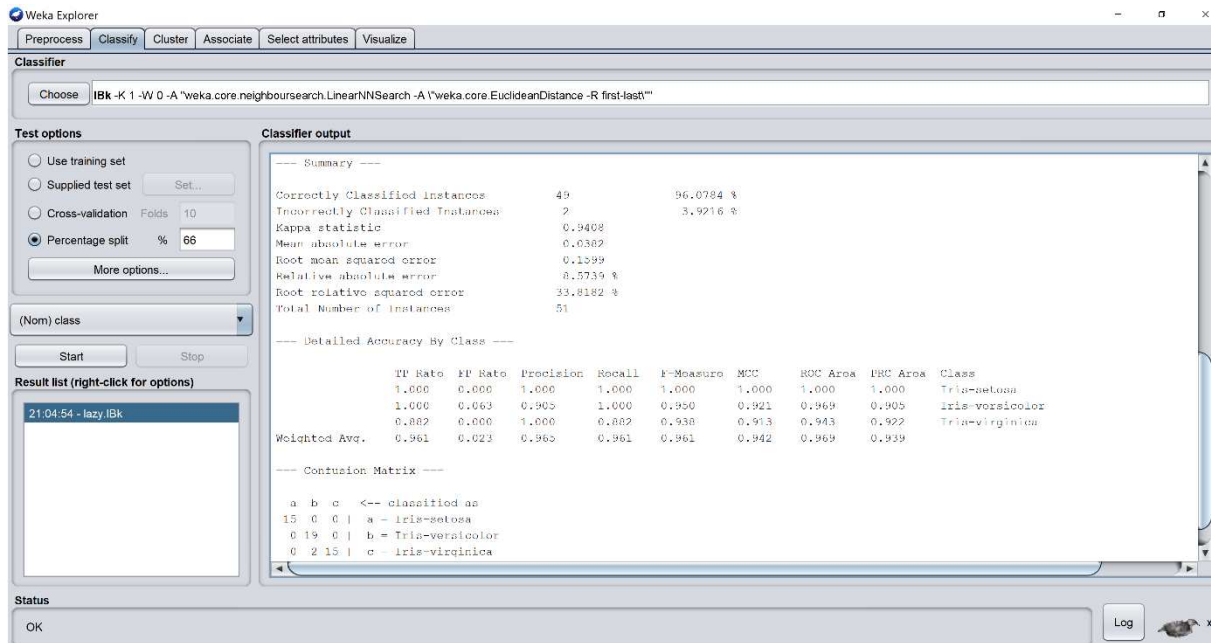 Weka Explorer
Preprocess Classify Cluster Associate Select attributes Visualize
Classifier
Choose IBk -K 1 -W 0 -A "weka.core.neighboursearch.LinearNNSearch -A \"weka.core.EuclideanDistance -R first-last\""
Test options
Use training set
Supplied test set Set...
Cross-validation Folds 10
Percentage split % 66
More options...
(Nom) class
Start Stop
Result list (right-click for options)
21:04:54 - lazy.IBk
Classifier output
=== Summary ===
Correctly Classified Instances 49 96.0784 %
Incorrectly Classified Instances 2 3.9216 %
Kappa statistic 0.9408
Mean absolute error 0.0382
Root mean squared error 0.1599
Relative absolute error 8.5739 %
Root relative squared error 33.8182 %
Total Number of Instances 51
=== Detailed Accuracy By Class ===
TP Rate FP Rate Precision Recall F-Measure MCC ROC Area PRC Area Class
1.000 0.000 1.000 1.000 1.000 1.000 1.000 1.000 Iris-setosa
1.000 0.063 0.905 1.000 0.950 0.921 0.969 0.905 Iris-versicolor
0.882 0.000 1.000 0.882 0.938 0.913 0.943 0.922 Iris-virginica
Weighted Avg. 0.961 0.023 0.965 0.961 0.961 0.942 0.969 0.939
=== Confusion Matrix ===
a b c <-- classified as
15 0 0 | a = Iris-setosa
0 19 0 | b = Iris-versicolor
0 2 15 | c = Iris-virginica
Status
OK
Log
x